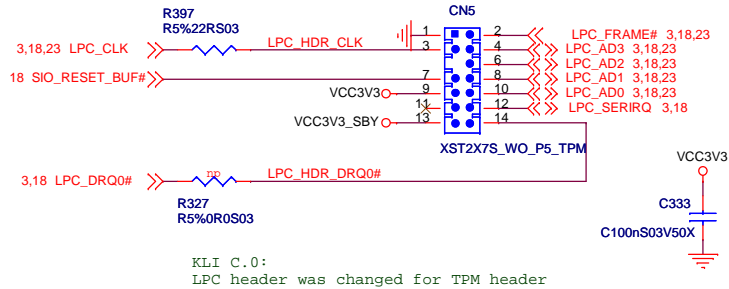 R397
R5%22RS03
CN5
3,18,23 LPC_CLK
LPC_HDR_CLK
1 2
LPC_FRAME# 3,18,23
3 4
LPC_AD3 3,18,23
6
LPC_AD2 3,18,23
18 SIO_RESET_BUF#
7 8
LPC_AD1 3,18,23
VCC3V3
9 10
LPC_AD0 3,18,23
11 12
LPC_SERIRQ 3,18
VCC3V3_SBY
13 14
XST2X7S_WO_P5_TPM
3,18 LPC_DRQ0#
np
LPC_HDR_DRQ0#
R327
R5%0R0S03
VCC3V3
C333
C100nS03V50X
KLI C.0:
LPC header was changed for TPM header